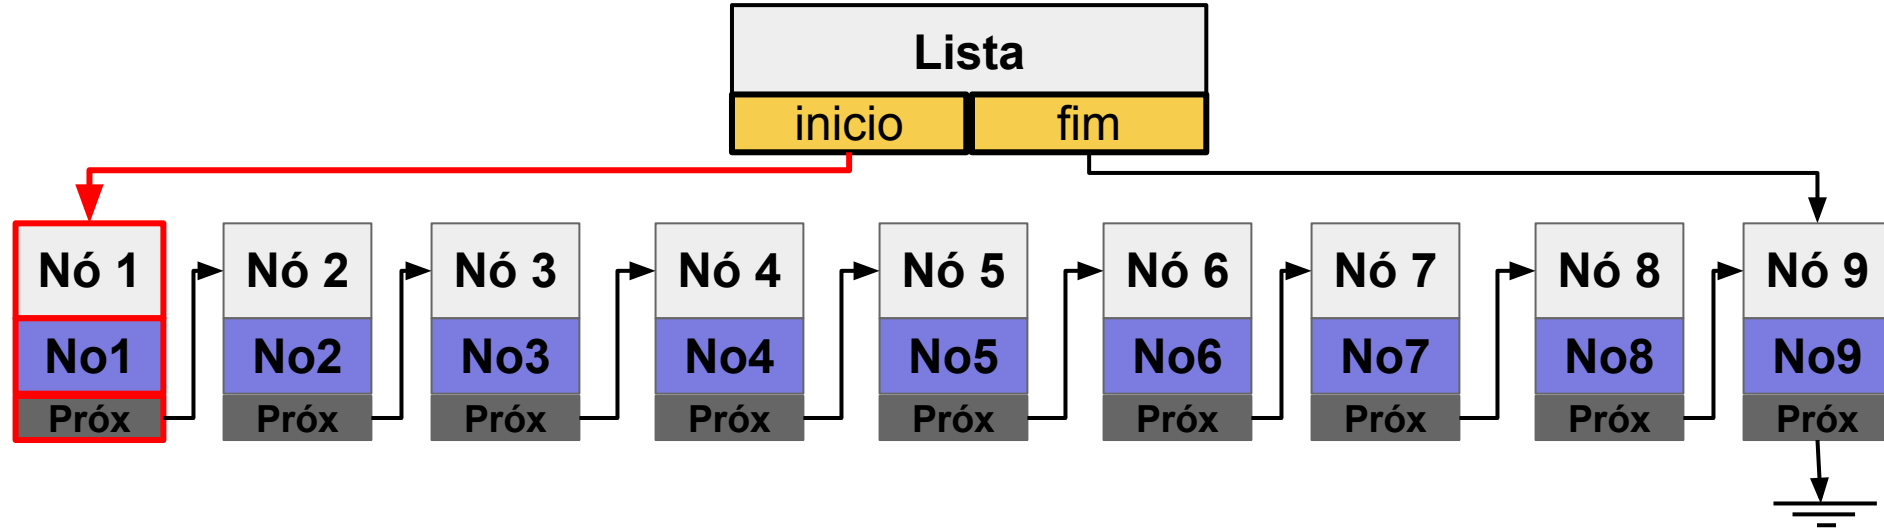 Lista
inicio fim
Nó 1 Nó 2 Nó 3 Nó 4 Nó 5 Nó 6 Nó 7 Nó 8 Nó 9
No1 No2 No3 No4 No5 No6 No7 No8 No9
Próx Próx Próx Próx Próx Próx Próx Próx Próx